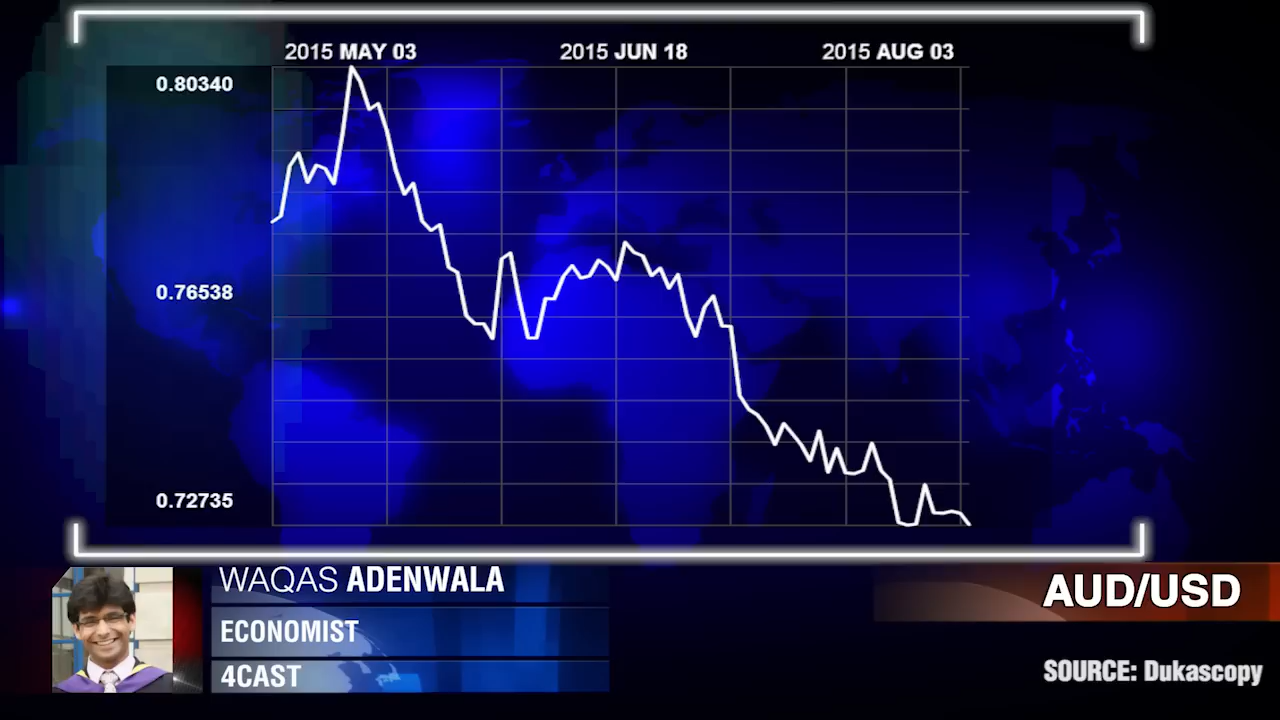 2015 MAY 03 2015 JUN 18 2015 AUG 03
0.80340
0.76538
0.72735
WAQAS ADENWALA
ECONOMIST
4CAST
AUD/USD
SOURCE: Dukascopy